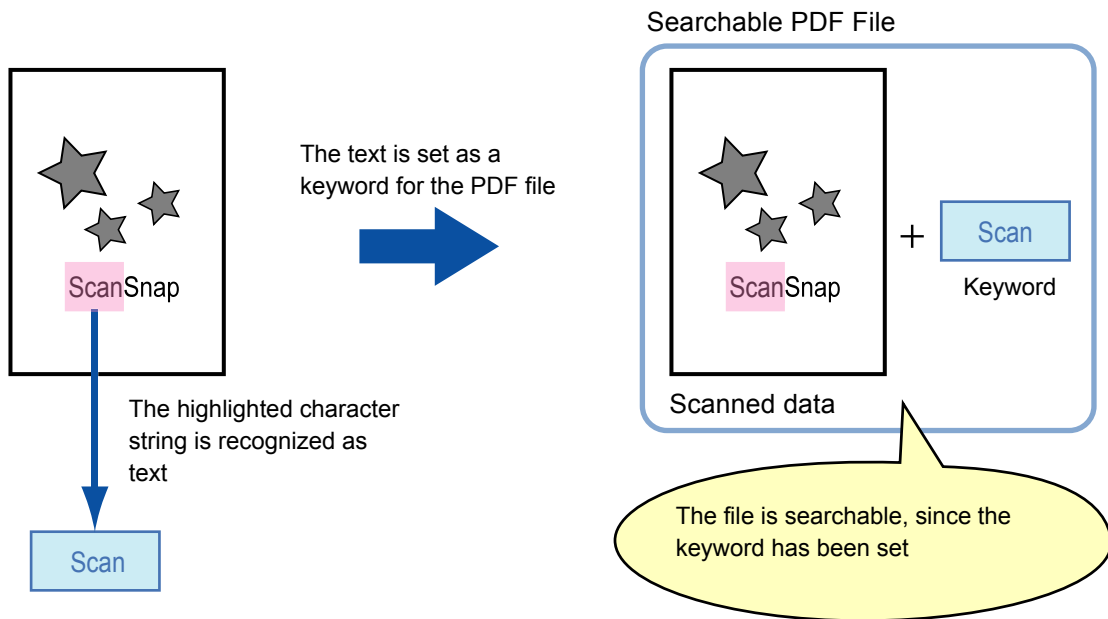 Searchable PDF File
The text is set as a
keyword for the PDF file
ScanSnap
ScanSnap
+
Scan
Keyword
The highlighted character
string is recognized as
text
Scan
Scanned data
The file is searchable, since the
keyword has been set